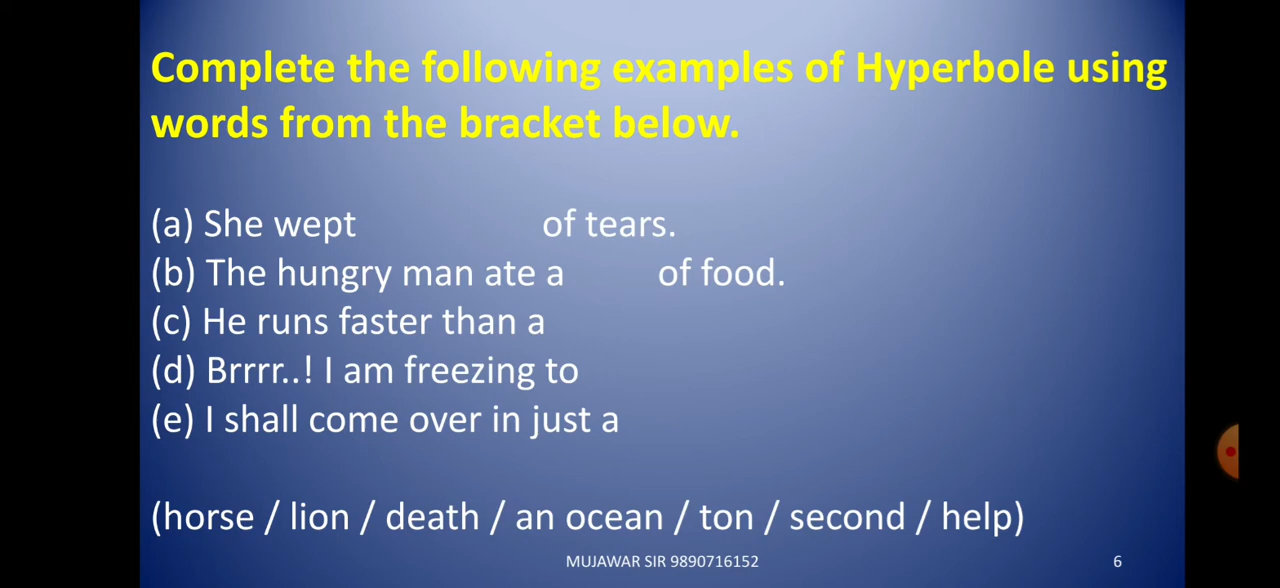 Complete the following examples of Hyperbole using
words from the bracket below.
(a) She wept of tears.
(b) The hungry man ate a of food.
(c) He runs faster than a
(d) Brrrr..! I am freezing to
(e) I shall come over in just a
(horse / lion / death / an ocean / ton / second / help)
MUJAWAR SIR 9890716152
6